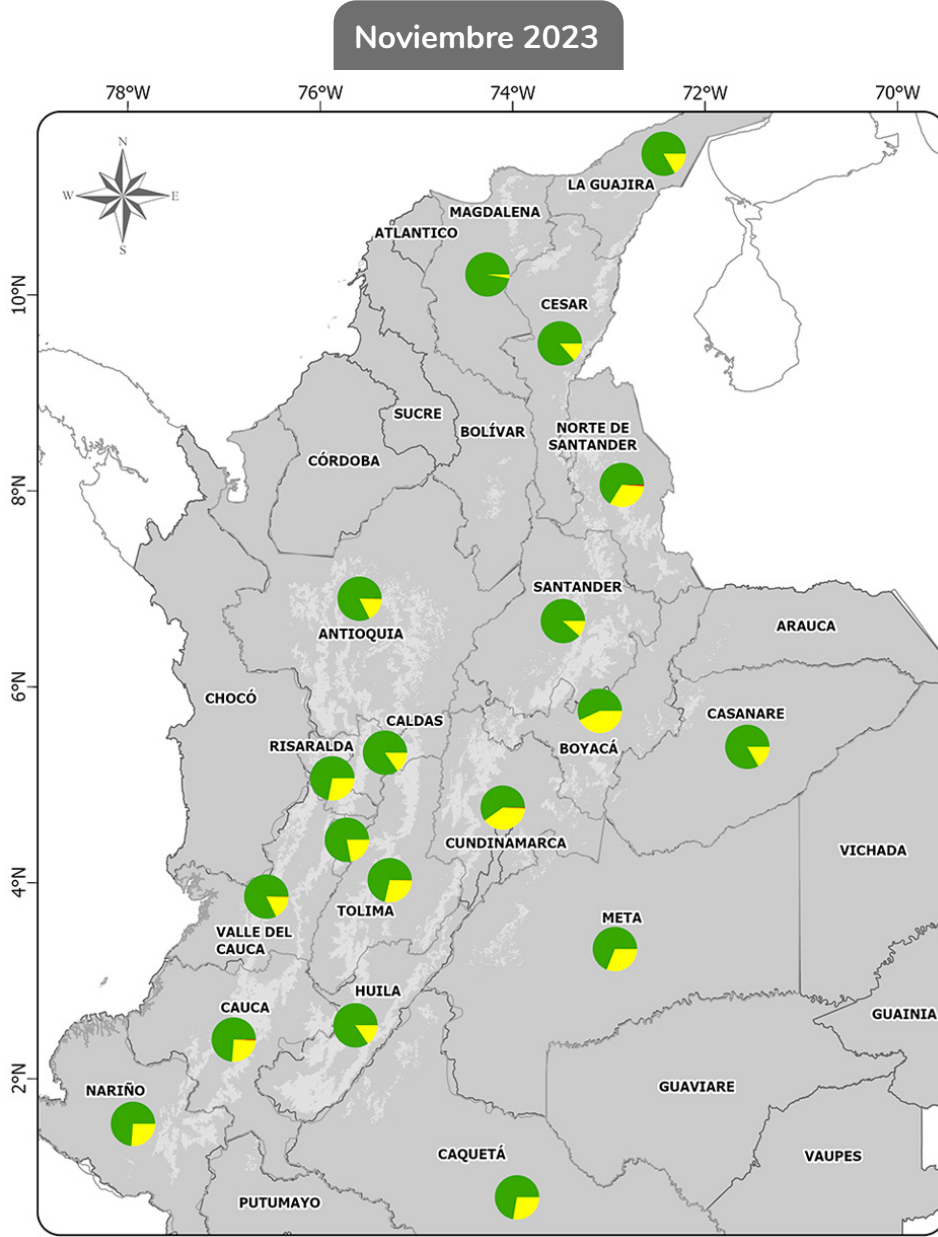 Noviembre 2023
78°W
76°W
74°W
72°W
70°W
N
W
E
S
10°N
8°N
6°N
4°N
2°N
LA GUAJIRA
MAGDALENA
ATLANTICO
CESAR
SUCRE
BOLÍVAR
NORTE DE
SANTANDER
CÓRDOBA
SANTANDER
ANTIOQUIA
ARAUCA
CHOCÓ
CALDAS
CASANARE
RISARALDA
BOYACÁ
CUNDINAMARCA
VICHADA
TOLIMA
META
VALLE DEL
CAUCA
HUILA
CAUCA
GUAINIA
GUAVIARE
NARIÑO
CAQUETÁ
VAUPES
PUTUMAYO